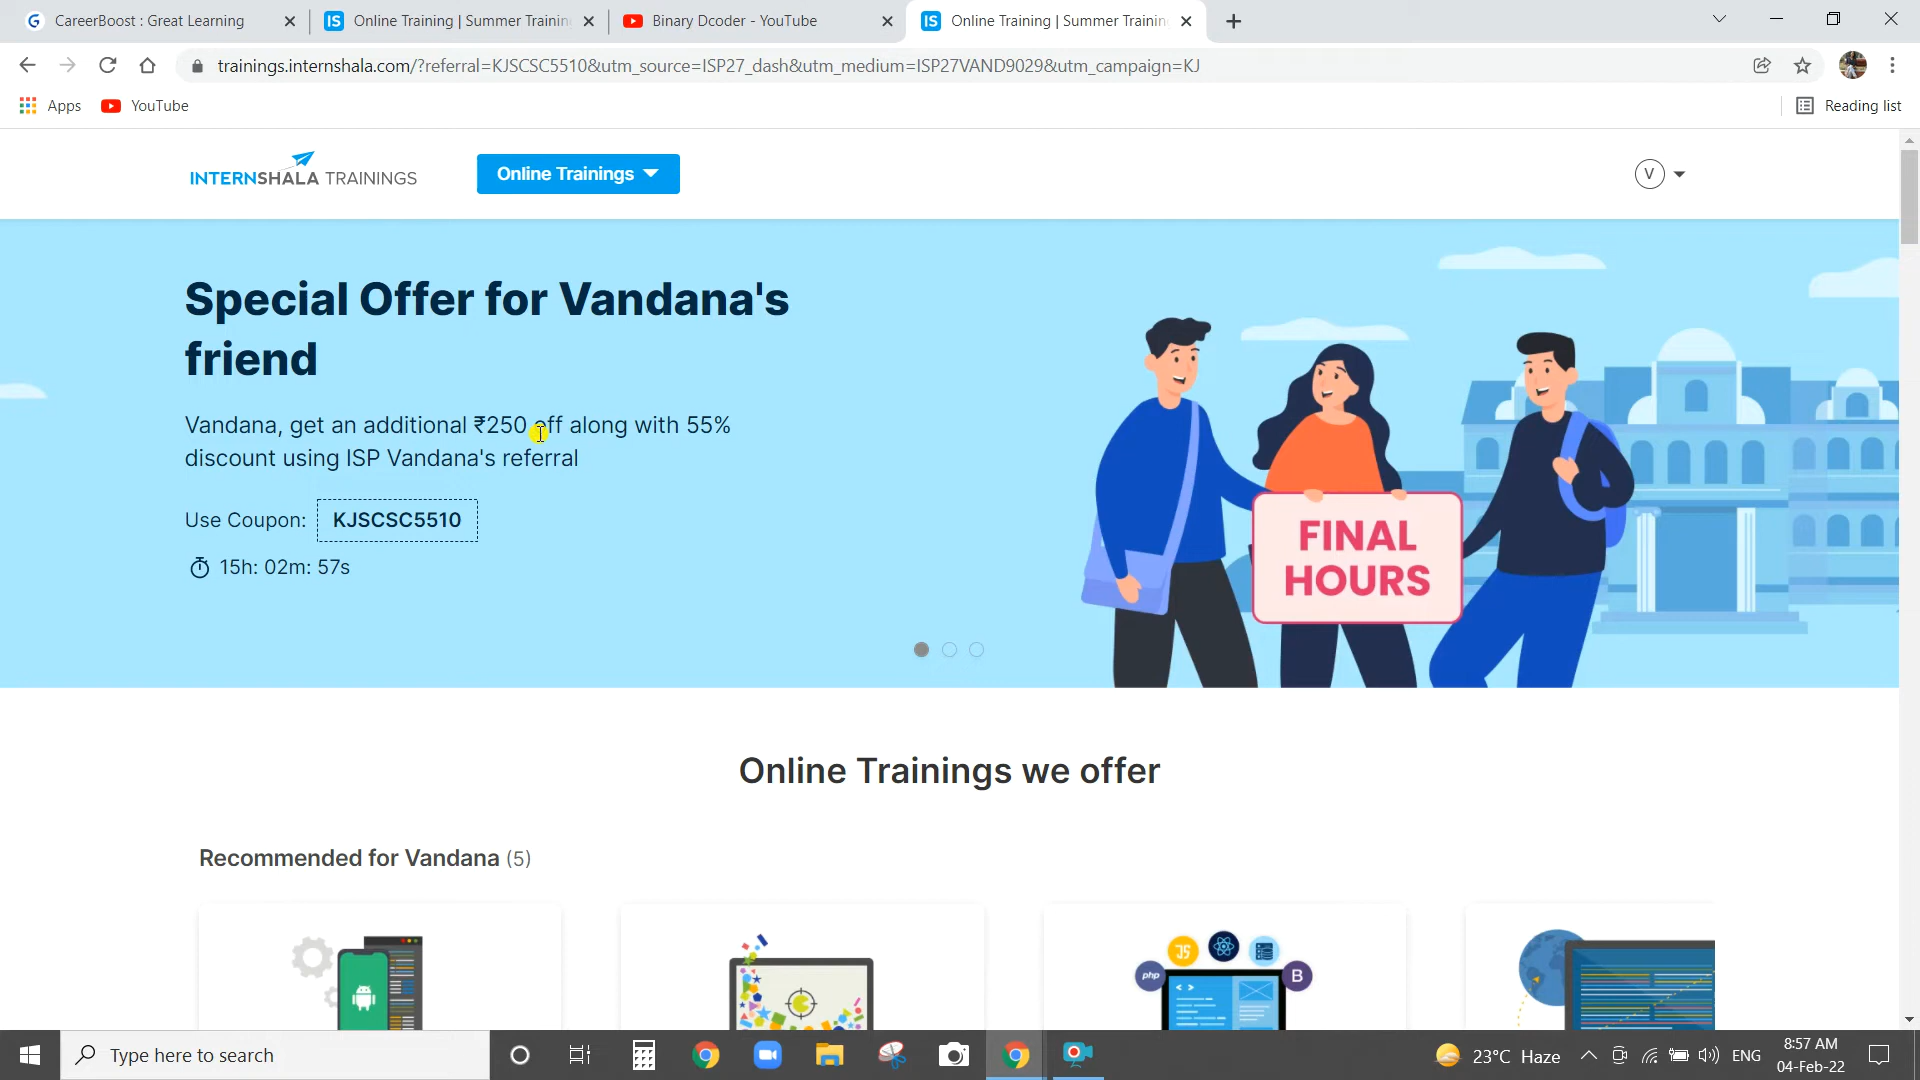 CareerBoost : Great Learning
Online Training | Summer Trainin
Binary Dcoder - YouTube
Online Training | Summer Trainin
trainings.internshala.com/?referral=KJSCSC5510&utm_source=ISP27_dash&utm_medium=ISP27VAND9029&utm_campaign=KJ
Apps
YouTube
Reading list
INTERNSHALA TRAININGS
Online Trainings
V
Special Offer for Vandana's
friend
Vandana, get an additional ₹250 off along with 55%
discount using ISP Vandana's referral
Use Coupon: KJSCSC5510
15h: 02m: 57s
FINAL
HOURS
Online Trainings we offer
Recommended for Vandana (5)
JS
php
B
Type here to search
23°C Haze
ENG
8:57 AM
04-Feb-22